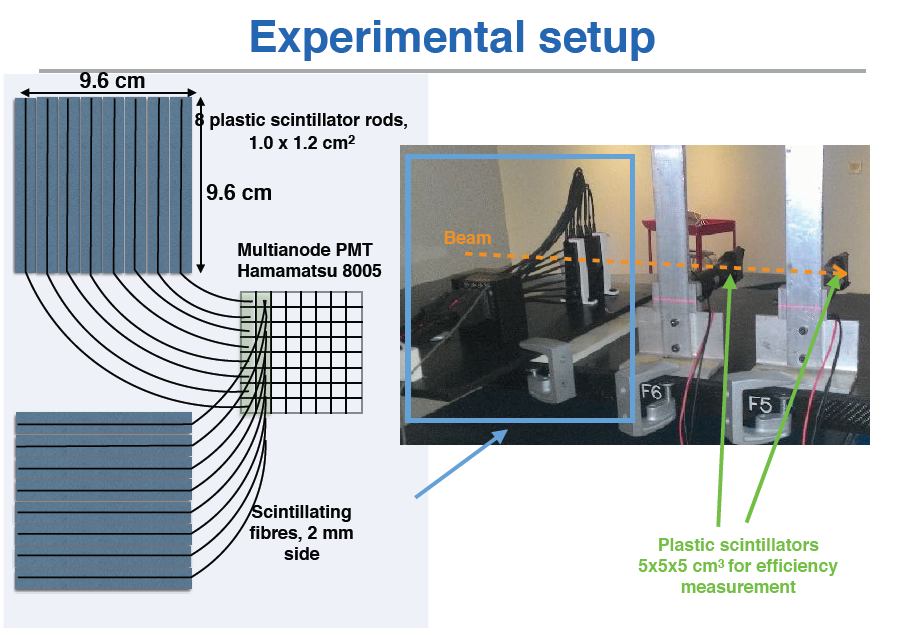 Experimental setup
9.6 cm
8 plastic scintillator rods,
1.0 x 1.2 cm²
9.6 cm
Multianode PMT
Hamamatsu 8005
Beam
F6
F5
Scintillating
fibres, 2 mm
side
Plastic scintillators
5x5x5 cm³ for efficiency
measurement